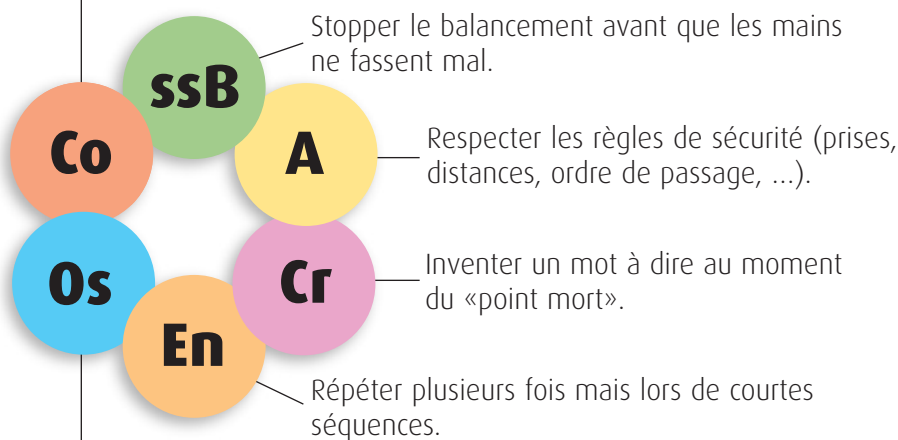 ssB
Stopper le balancement avant que les mains
ne fassent mal.
Co
A
Respecter les règles de sécurité (prises,
distances, ordre de passage, ...).
Os
Cr
Inventer un mot à dire au moment
du «point mort».
En
Répéter plusieurs fois mais lors de courtes
séquences.